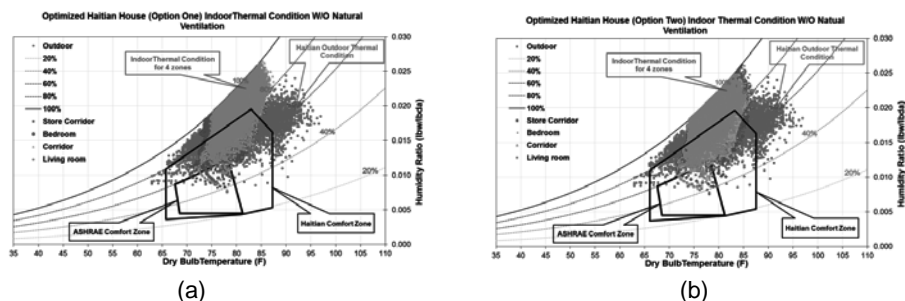 Optimized Haitian House (Option One) IndoorThermal Condition W/O Natural
Ventilation
Outdoor
20%
40%
60%
80%
100%
Store Corridor
Bedroom
Corridor
Living room
IndoorThermal Condition
for 4 zones
Haitian Outdoor Thermal
Condition
100%
40%
20%
ASHRAE Comfort Zone
Haitian Comfort Zone
0.030
0.025
0.020
0.015
0.010
0.005
0.000
Humidity Ratio (lbw/lbda)
35 40 45 50 55 60 65 70 75 80 85 90 95 100 105 110
Dry BulbTemperature (F)
(a)
Optimized Haitian House (Option Two) Indoor Thermal Condition W/O Natural
Ventilation
Outdoor
20%
40%
60%
80%
100%
Store Corridor
Bedroom
Corridor
Living room
IndoorThermal Condition
for 4 zones
Haitian Outdoor Thermal
Condition
100%
40%
20%
ASHRAE Comfort Zone
Haitian Comfort Zone
0.030
0.025
0.020
0.015
0.010
0.005
0.000
Humidity Ratio (lbw/lbda)
35 40 45 50 55 60 65 70 75 80 85 90 95 100 105 110
Dry BulbTemperature (F)
(b)